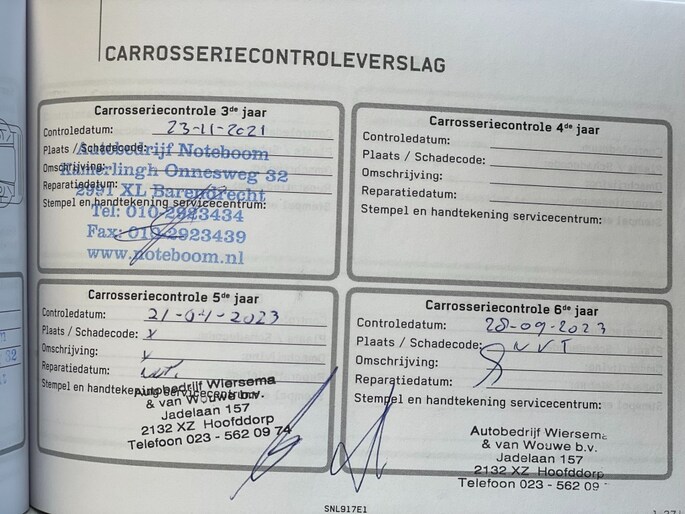 CARROSSERIECONTROLEVERSLAG
Carrosseriecontrole 3de jaar
Controledatum: 23-11-2021
Plaats / Schadecode:
Omschrijving:
Reparatiedatum:
Stempel en handtekening servicecentrum:
Autobedrijf Noteboom
Kamerlingh Onnesweg 32
2991 XL Barendrecht
Tel: 010-2923434
Fax: 010-2923439
www.noteboom.nl
Carrosseriecontrole 4de jaar
Controledatum:
Plaats / Schadecode:
Omschrijving:
Reparatiedatum:
Stempel en handtekening servicecentrum:
Carrosseriecontrole 5de jaar
Controledatum: 21-04-2023
Plaats / Schadecode:
Omschrijving:
Reparatiedatum:
Stempel en handtekening servicecentrum:
Autobedrijf Wiersema
& van Wouwe b.v.
Jadelaan 157
2132 XZ Hoofddorp
Telefoon 023 - 562 09 74
Carrosseriecontrole 6de jaar
Controledatum: 28-09-2023
Plaats / Schadecode: NVT
Omschrijving:
Reparatiedatum:
Stempel en handtekening servicecentrum:
Autobedrijf Wiersema
& van Wouwe b.v.
Jadelaan 157
2132 XZ Hoofddorp
Telefoon 023 - 562 09
SNL917E1